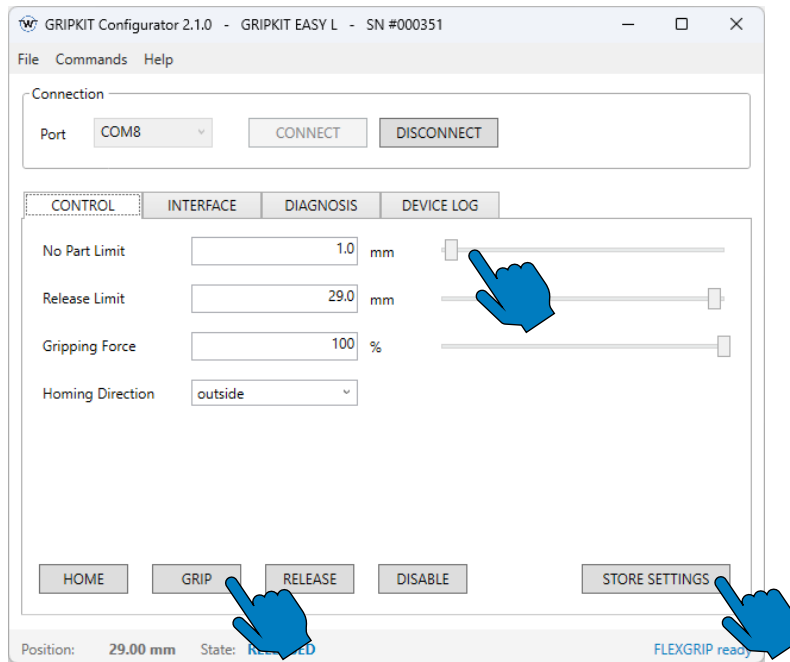 GRIPKIT Configurator 2.1.0 - GRIPKIT EASY L - SN #000351
File Commands Help
Connection
Port COM8 CONNECT DISCONNECT
CONTROL INTERFACE DIAGNOSIS DEVICE LOG
No Part Limit 1.0 mm
Release Limit 29.0 mm
Gripping Force 100 %
Homing Direction outside
HOME GRIP RELEASE DISABLE STORE SETTINGS
Position: 29.00 mm State: FLEXGRIP ready